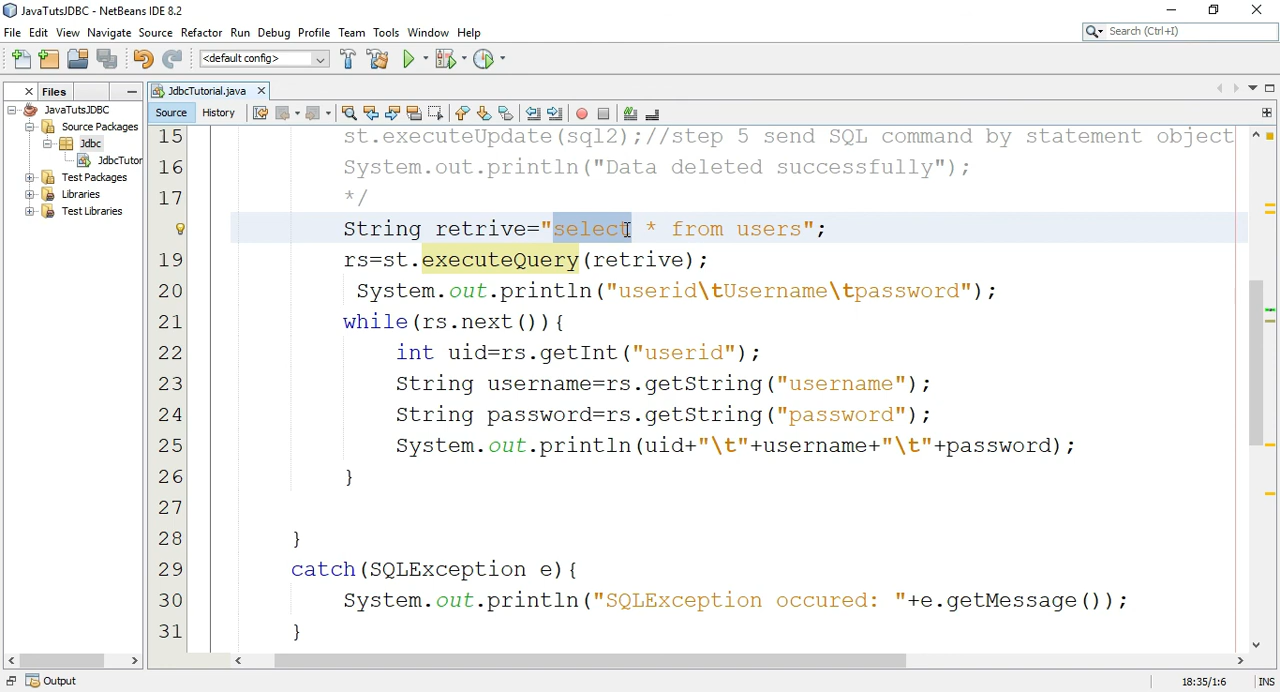 JavaTutsJDBC - NetBeans IDE 8.2
File Edit View Navigate Source Refactor Run Debug Profile Team Tools Window Help
Search (Ctrl+I)
<default config>
Files
JdbcTutorial.java
JavaTutsJDBC
Source Packages
Jdbc
JdbcTutor
Test Packages
Libraries
Test Libraries
Source History
15 st.executeUpdate(sql2);//step 5 send SQL command by statement object
16 System.out.println("Data deleted successfully");
17 */
String retrive="select * from users";
19 rs=st.executeQuery(retrive);
20 System.out.println("userid\tUsername\tpassword");
21 while(rs.next()){
22 int uid=rs.getInt("userid");
23 String username=rs.getString("username");
24 String password=rs.getString("password");
25 System.out.println(uid+"\t"+username+"\t"+password);
26 }
27
28 }
29 catch(SQLException e){
30 System.out.println("SQLException occured: "+e.getMessage());
31 }
Output
18:35/1:6 INS